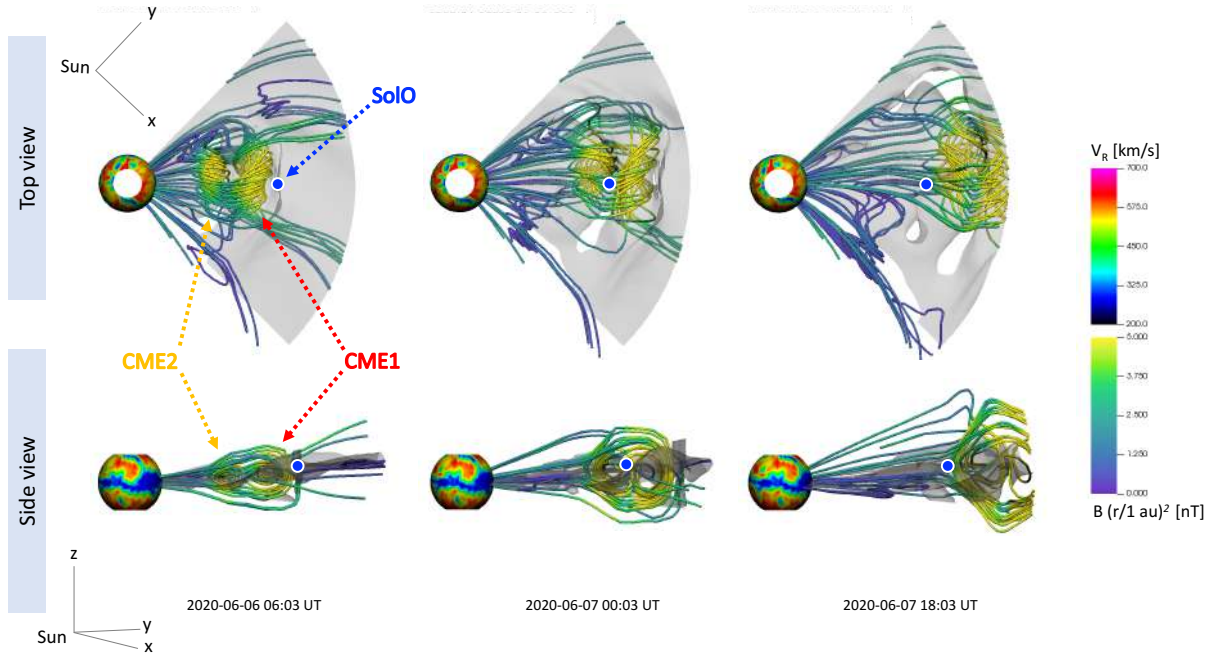 y
Sun
x
Top view
SolO
CME2
CME1
Side view
z
y
Sun
x
2020-06-06 06:03 UT
2020-06-07 00:03 UT
2020-06-07 18:03 UT
V_R [km/s]
700.0
575.0
450.0
325.0
200.0
5.000
3.750
2.500
1.250
0.000
B (r/1 au)² [nT]